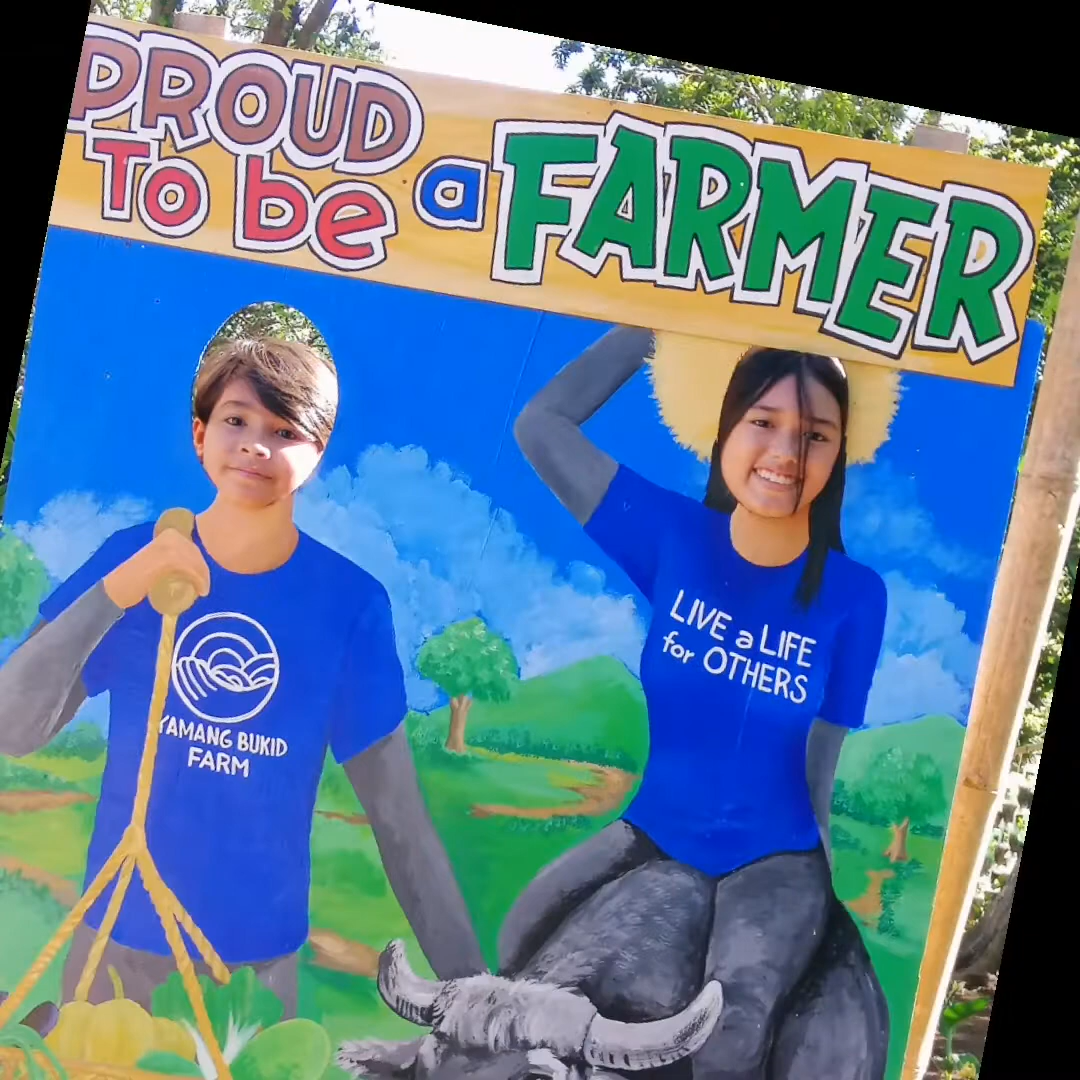 PROUD
To be a FARMER
YAMANG BUKID
FARM
LIVE a LIFE
for OTHERS